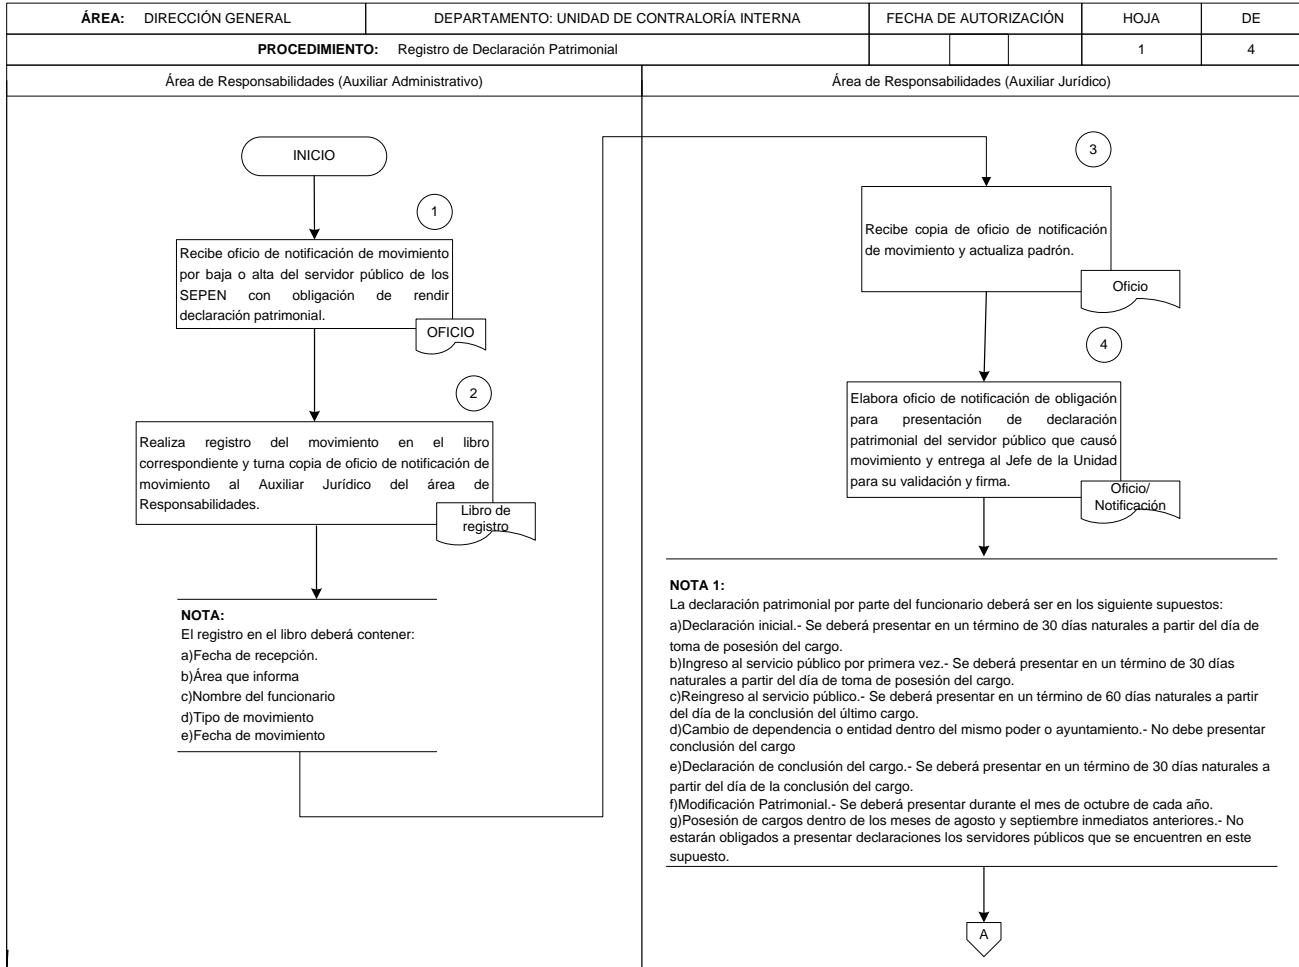 ÁREA: DIRECCIÓN GENERAL
DEPARTAMENTO: UNIDAD DE CONTRALORÍA INTERNA
FECHA DE AUTORIZACIÓN
HOJA
DE
PROCEDIMIENTO: Registro de Declaración Patrimonial
1
4
Área de Responsabilidades (Auxiliar Administrativo)
Área de Responsabilidades (Auxiliar Jurídico)
INICIO
1
Recibe oficio de notificación de movimiento
por baja o alta del servidor público de los
SEPEN con obligación de rendir
declaración patrimonial.
OFICIO
2
Realiza registro del movimiento en el libro
correspondiente y turna copia de oficio de notificación de
movimiento al Auxiliar Jurídico del área de
Responsabilidades.
Libro de
registro
NOTA:
El registro en el libro deberá contener:
a)Fecha de recepción.
b)Área que informa
c)Nombre del funcionario
d)Tipo de movimiento
e)Fecha de movimiento
3
Recibe copia de oficio de notificación
de movimiento y actualiza padrón.
Oficio
4
Elabora oficio de notificación de obligación
para presentación de declaración
patrimonial del servidor público que causó
movimiento y entrega al Jefe de la Unidad
para su validación y firma.
Oficio/
Notificación
NOTA 1:
La declaración patrimonial por parte del funcionario deberá ser en los siguiente supuestos:
a)Declaración inicial.- Se deberá presentar en un término de 30 días naturales a partir del día de
toma de posesión del cargo.
b)Ingreso al servicio público por primera vez.- Se deberá presentar en un término de 30 días
naturales a partir del día de toma de posesión del cargo.
c)Reingreso al servicio público.- Se deberá presentar en un término de 60 días naturales a partir
del día de la conclusión del último cargo.
d)Cambio de dependencia o entidad dentro del mismo poder o ayuntamiento.- No debe presentar
conclusión del cargo
e)Declaración de conclusión del cargo.- Se deberá presentar en un término de 30 días naturales a
partir del día de la conclusión del cargo.
f)Modificación Patrimonial.- Se deberá presentar durante el mes de octubre de cada año.
g)Posesión de cargos dentro de los meses de agosto y septiembre inmediatos anteriores.- No
estarán obligados a presentar declaraciones los servidores públicos que se encuentren en este
supuesto.
A